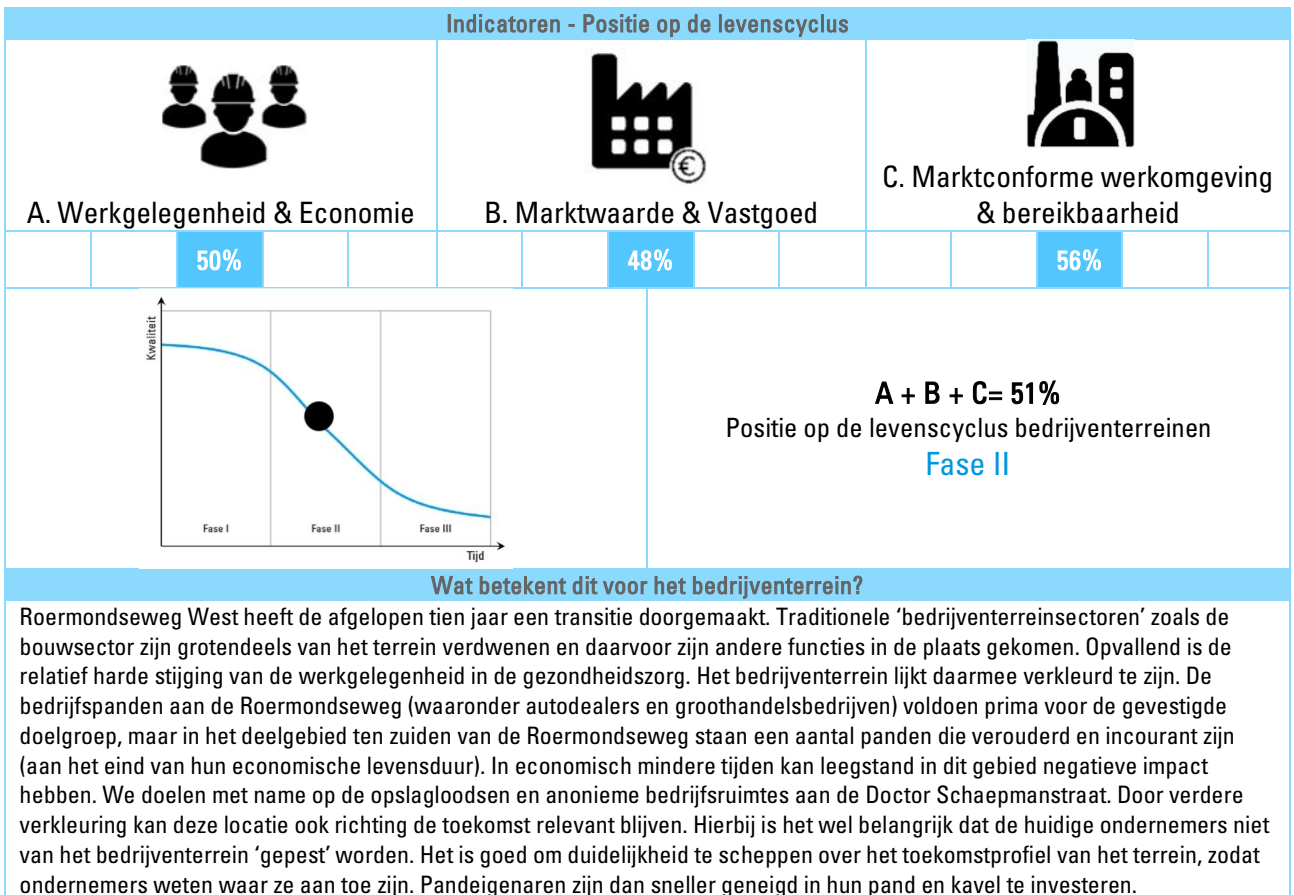 Indicatoren - Positie op de levenscyclus
A. Werkgelegenheid & Economie
B. Marktwaarde & Vastgoed
C. Marktconforme werkomgeving
& bereikbaarheid
50%
48%
56%
Kwaliteit
Fase I
Fase II
Fase III
Tijd
A + B + C= 51%
Positie op de levenscyclus bedrijventerreinen
Fase II
Wat betekent dit voor het bedrijventerrein?
Roermondseweg West heeft de afgelopen tien jaar een transitie doorgemaakt. Traditionele ‘bedrijventerreinsectoren’ zoals de
bouwsector zijn grotendeels van het terrein verdwenen en daarvoor zijn andere functies in de plaats gekomen. Opvallend is de
relatief harde stijging van de werkgelegenheid in de gezondheidszorg. Het bedrijventerrein lijkt daarmee verkleurd te zijn. De
bedrijfspanden aan de Roermondseweg (waaronder autodealers en groothandelsbedrijven) voldoen prima voor de gevestigde
doelgroep, maar in het deelgebied ten zuiden van de Roermondseweg staan een aantal panden die verouderd en incourant zijn
(aan het eind van hun economische levensduur). In economisch mindere tijden kan leegstand in dit gebied negatieve impact
hebben. We doelen met name op de opslagloodsen en anonieme bedrijfsruimtes aan de Doctor Schaepmanstraat. Door verdere
verkleuring kan deze locatie ook richting de toekomst relevant blijven. Hierbij is het wel belangrijk dat de huidige ondernemers niet
van het bedrijventerrein ‘gepest’ worden. Het is goed om duidelijkheid te scheppen over het toekomstprofiel van het terrein, zodat
ondernemers weten waar ze aan toe zijn. Pandeigenaren zijn dan sneller geneigd in hun pand en kavel te investeren.